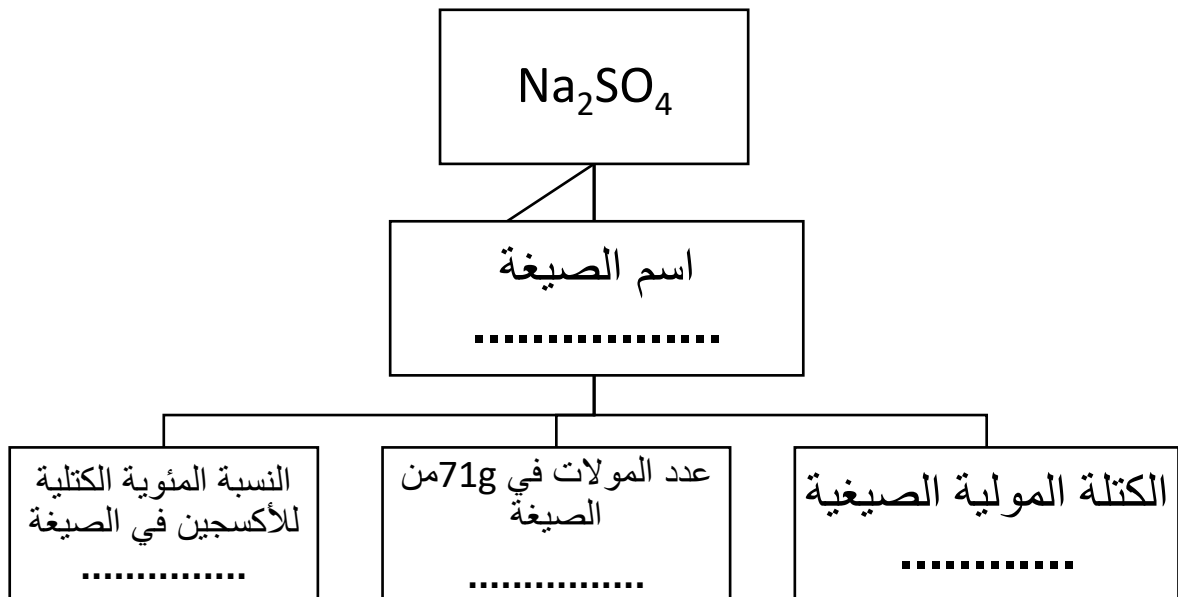 Na₂SO₄
اسم الصيغة
.................
الكتلة المولية الصيغية
............
عدد المولات في 71gمن
الصيغة
................
النسبة المئوية الكتلية
للأكسجين في الصيغة
...............